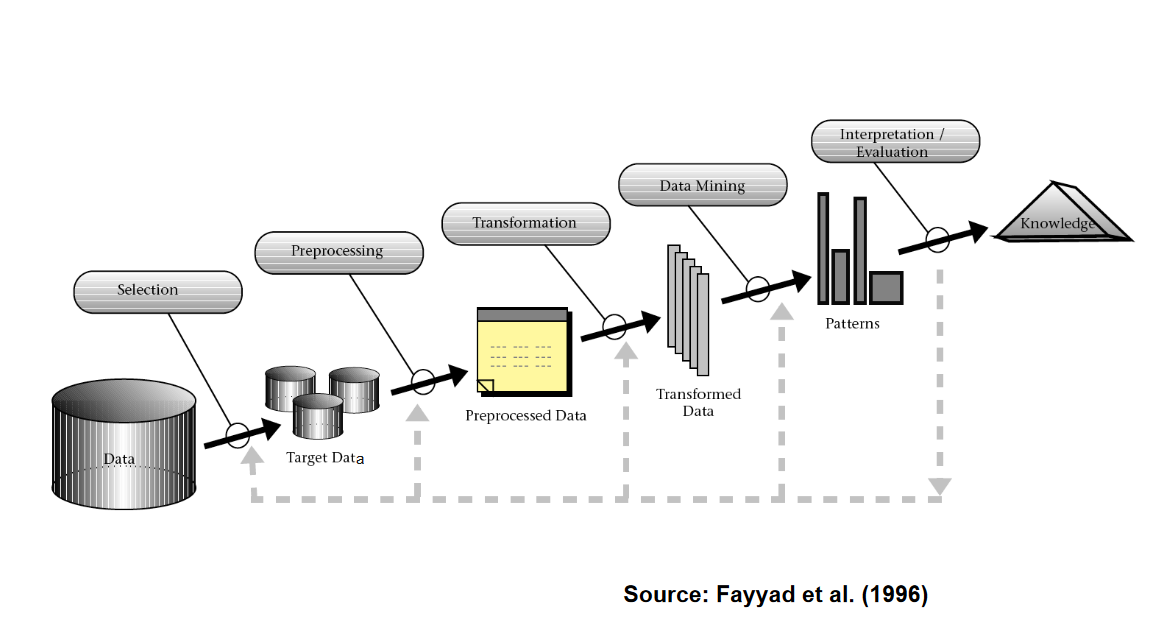 Interpretation /
Evaluation
Data Mining
Knowledge
Transformation
Preprocessing
Selection
Patterns
Transformed
Data
Preprocessed Data
Data
Target Data
Source: Fayyad et al. (1996)